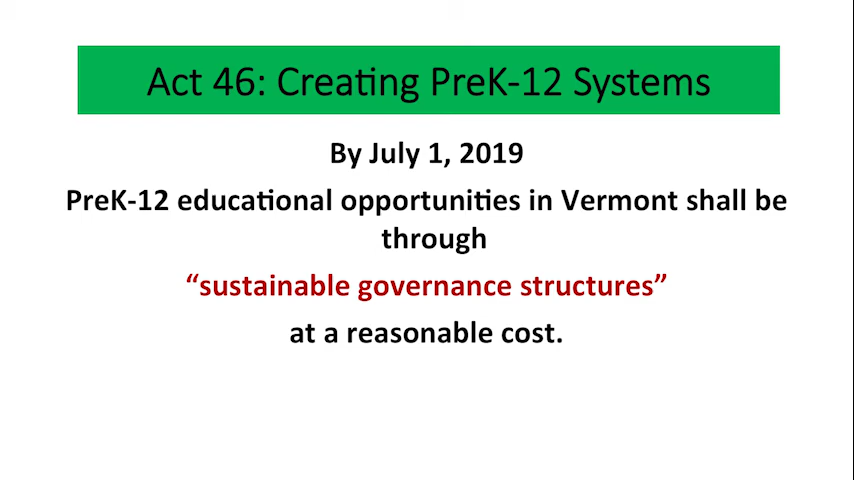 Act 46: Creating PreK-12 Systems
By July 1, 2019
PreK-12 educational opportunities in Vermont shall be
through
“sustainable governance structures”
at a reasonable cost.